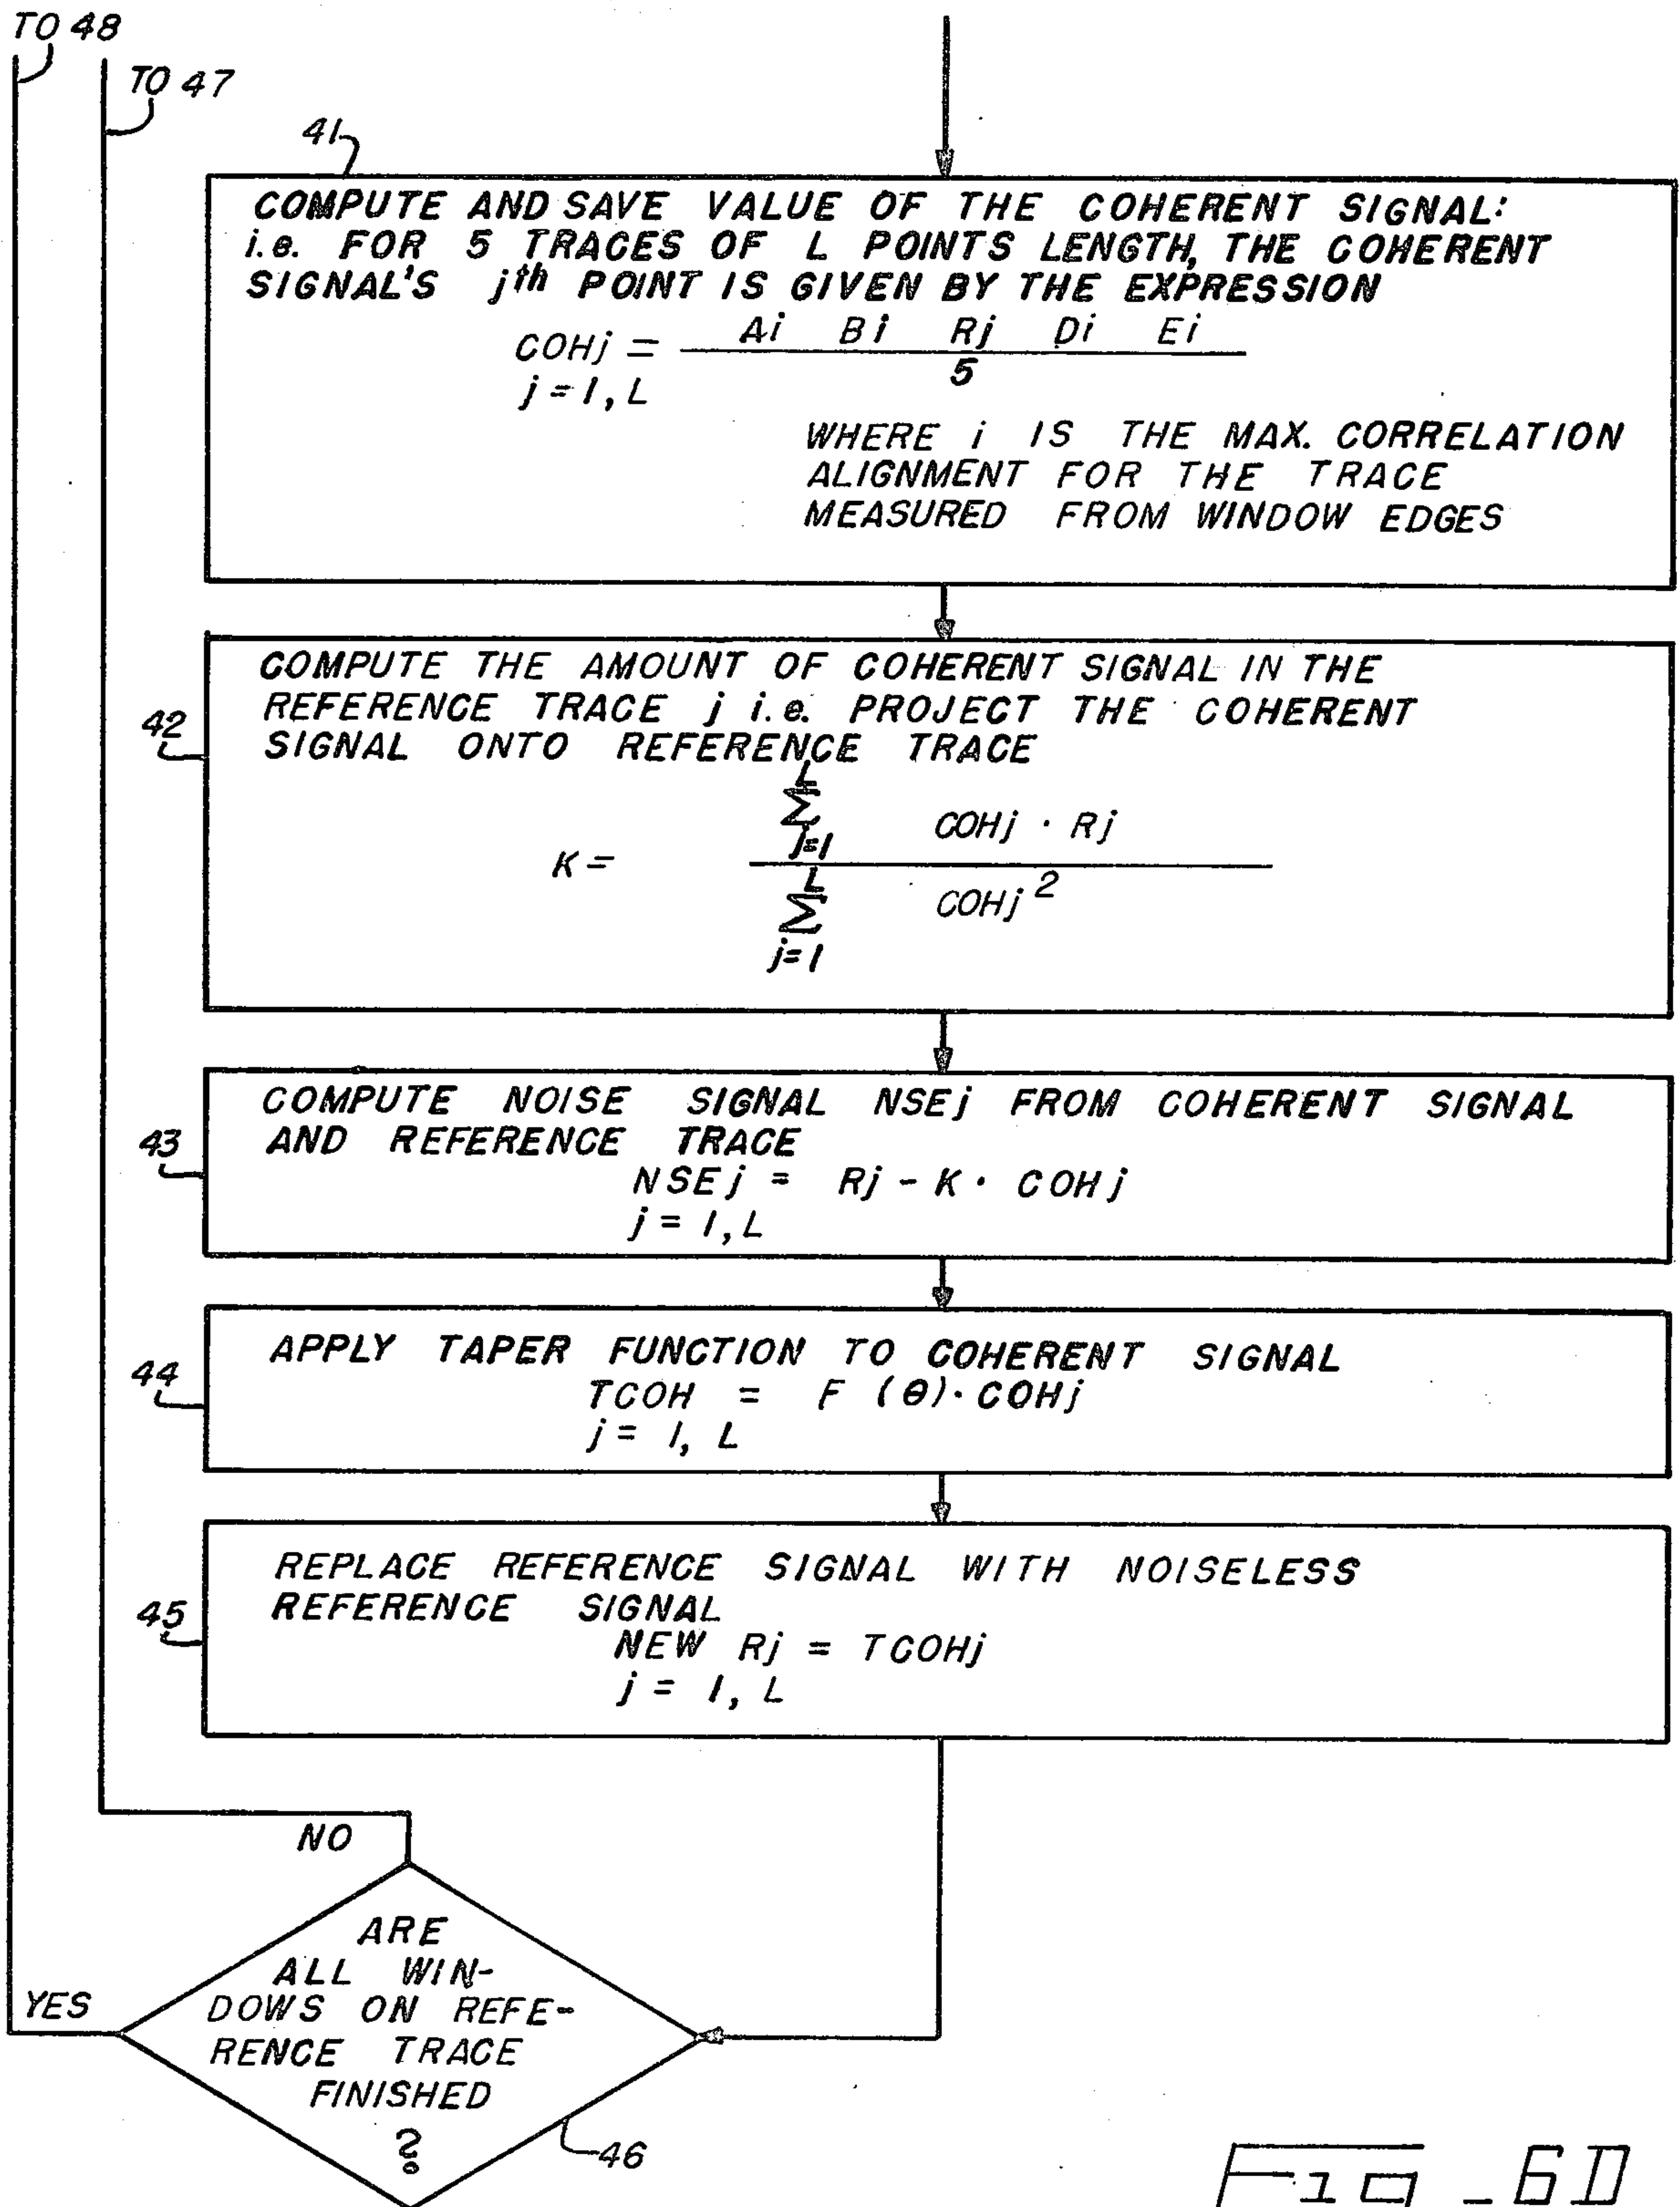 TO 48
TO 47
41
COMPUTE AND SAVE VALUE OF THE COHERENT SIGNAL:
i.e. FOR 5 TRACES OF L POINTS LENGTH, THE COHERENT
SIGNAL'S jth POINT IS GIVEN BY THE EXPRESSION
COHj = Ai Bi Rj Di Ei
5
j = 1, L
WHERE i IS THE MAX. CORRELATION
ALIGNMENT FOR THE TRACE
MEASURED FROM WINDOW EDGES
42
COMPUTE THE AMOUNT OF COHERENT SIGNAL IN THE
REFERENCE TRACE j i.e. PROJECT THE COHERENT
SIGNAL ONTO REFERENCE TRACE
L
Σ COHj · Rj
j=1
K =
L
Σ COHj 2
j=1
43
COMPUTE NOISE SIGNAL NSEj FROM COHERENT SIGNAL
AND REFERENCE TRACE
NSEj = Rj - K · COHj
j = 1, L
44
APPLY TAPER FUNCTION TO COHERENT SIGNAL
TCOH = F (θ) · COHj
j = 1, L
45
REPLACE REFERENCE SIGNAL WITH NOISELESS
REFERENCE SIGNAL
NEW Rj = TCOHj
j = 1, L
NO
YES
ARE
ALL WIN-
DOWS ON REFE-
RENCE TRACE
FINISHED
?
46
Fig _ 6D